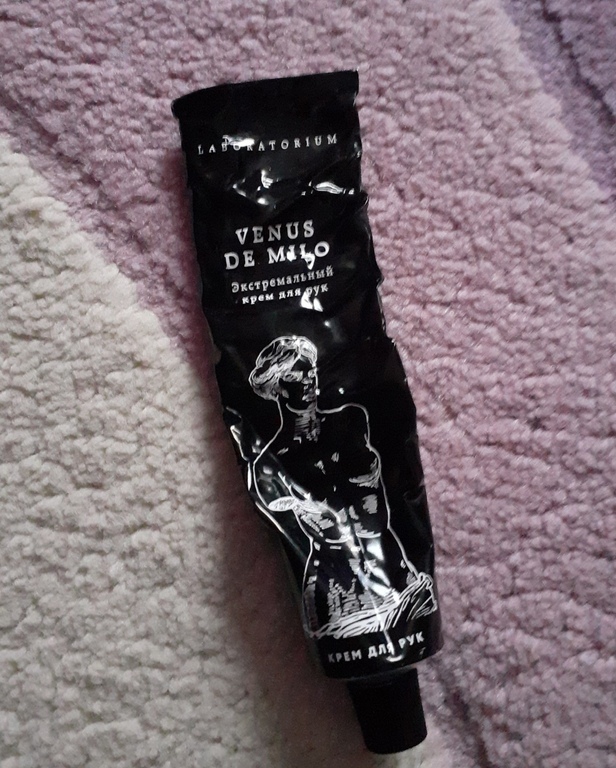 LABORATORIUM
VENUS
DE MILO
Экстремальный
крем для рук
КРЕМ ДЛЯ РУК